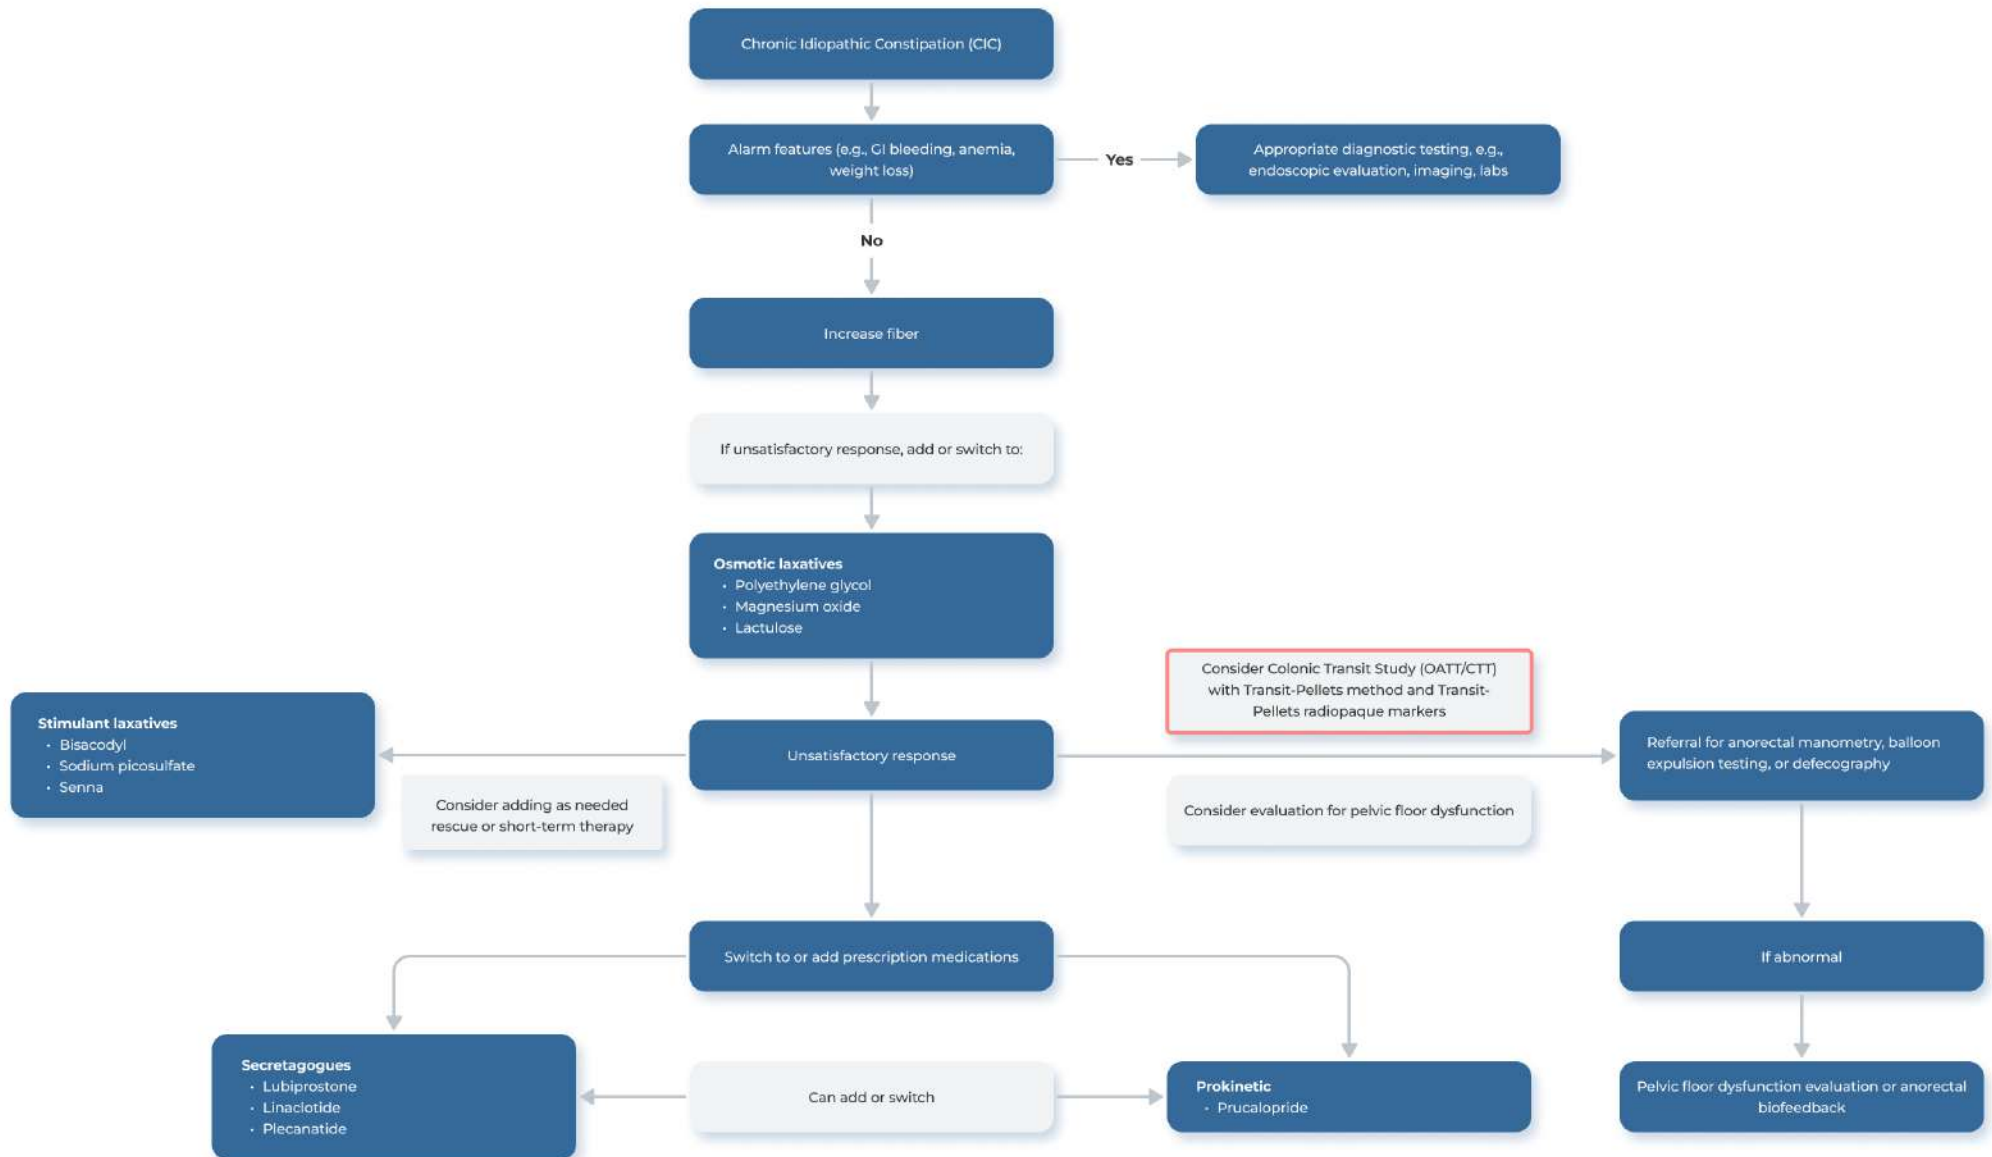 Chronic Idiopathic Constipation (CIC)
Alarm features (e.g., GI bleeding, anemia,
weight loss)
Yes
Appropriate diagnostic testing, e.g.,
endoscopic evaluation, imaging, labs
No
Increase fiber
If unsatisfactory response, add or switch to:
Osmotic laxatives
• Polyethylene glycol
• Magnesium oxide
• Lactulose
Stimulant laxatives
• Bisacodyl
• Sodium picosulfate
• Senna
Consider adding as needed
rescue or short-term therapy
Unsatisfactory response
Consider Colonic Transit Study (OATT/CTT)
with Transit-Pellets method and Transit-
Pellets radiopaque markers
Consider evaluation for pelvic floor dysfunction
Referral for anorectal manometry, balloon
expulsion testing, or defecography
Switch to or add prescription medications
If abnormal
Secretagogues
• Lubiprostone
• Linaclotide
• Plecanatide
Can add or switch
Prokinetic
• Prucalopride
Pelvic floor dysfunction evaluation or anorectal
biofeedback